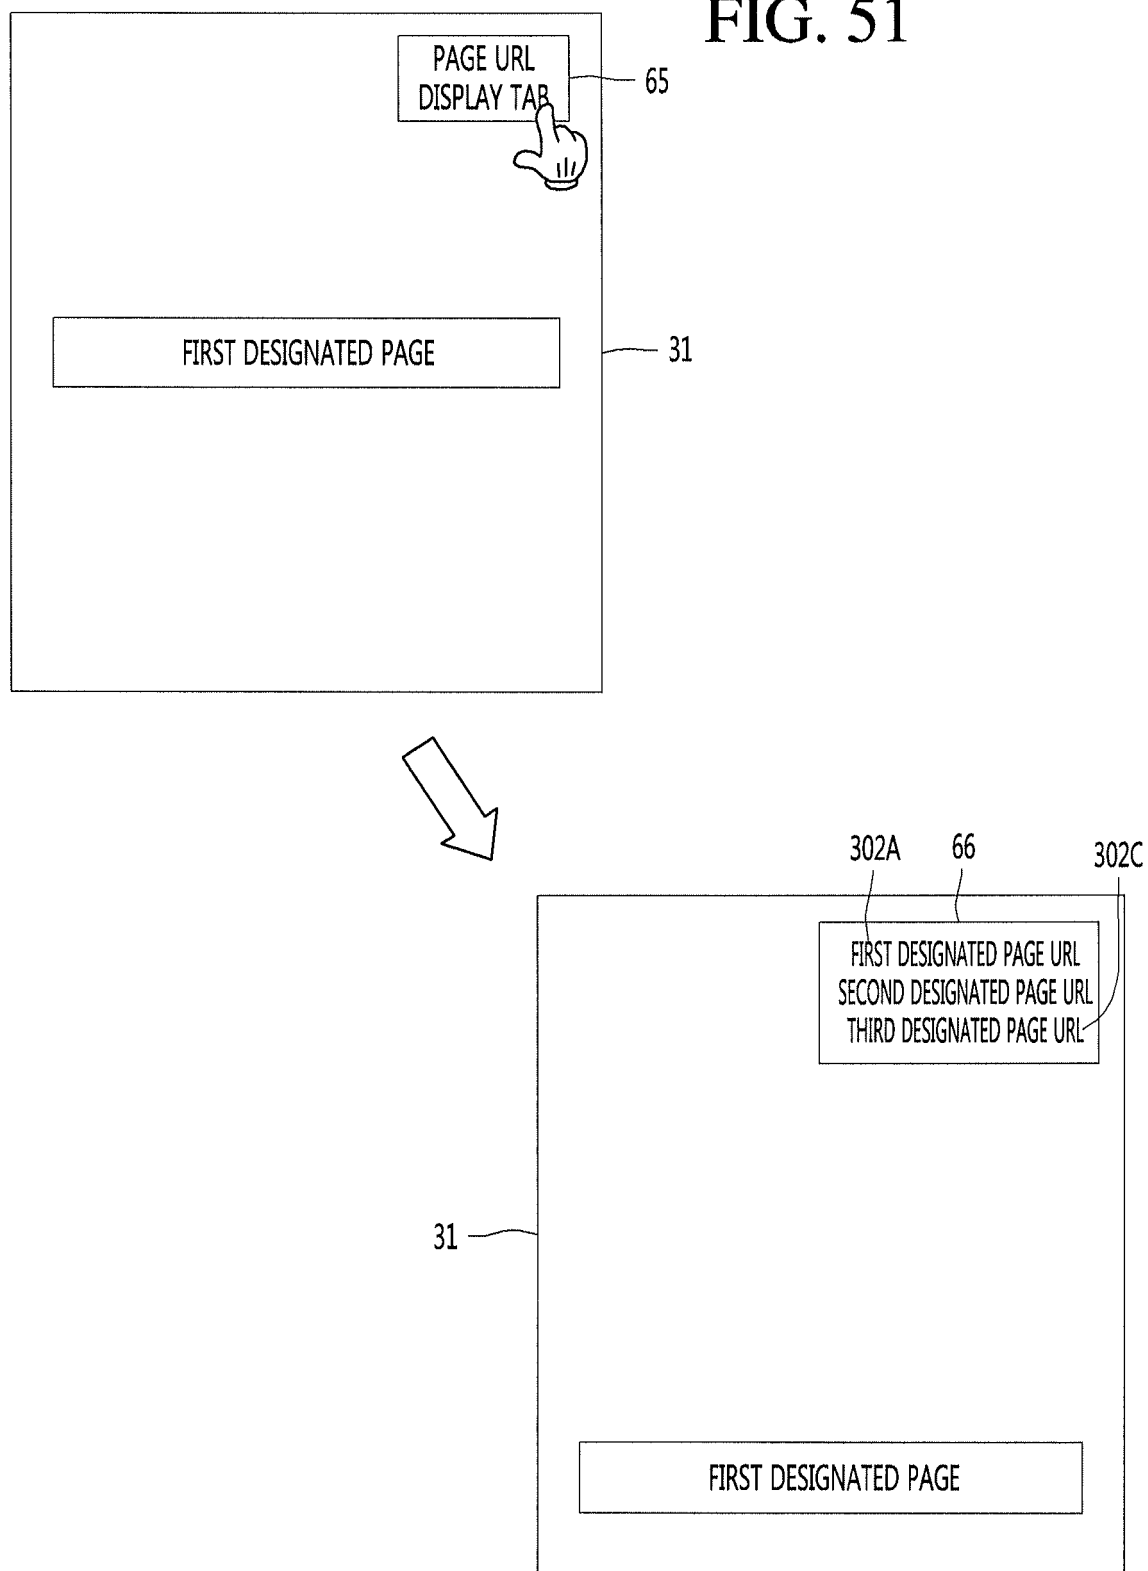 FIG. 51
PAGE URL
DISPLAY TAB
65
FIRST DESIGNATED PAGE
31
302A
66
302C
FIRST DESIGNATED PAGE URL
SECOND DESIGNATED PAGE URL
THIRD DESIGNATED PAGE URL
31
FIRST DESIGNATED PAGE